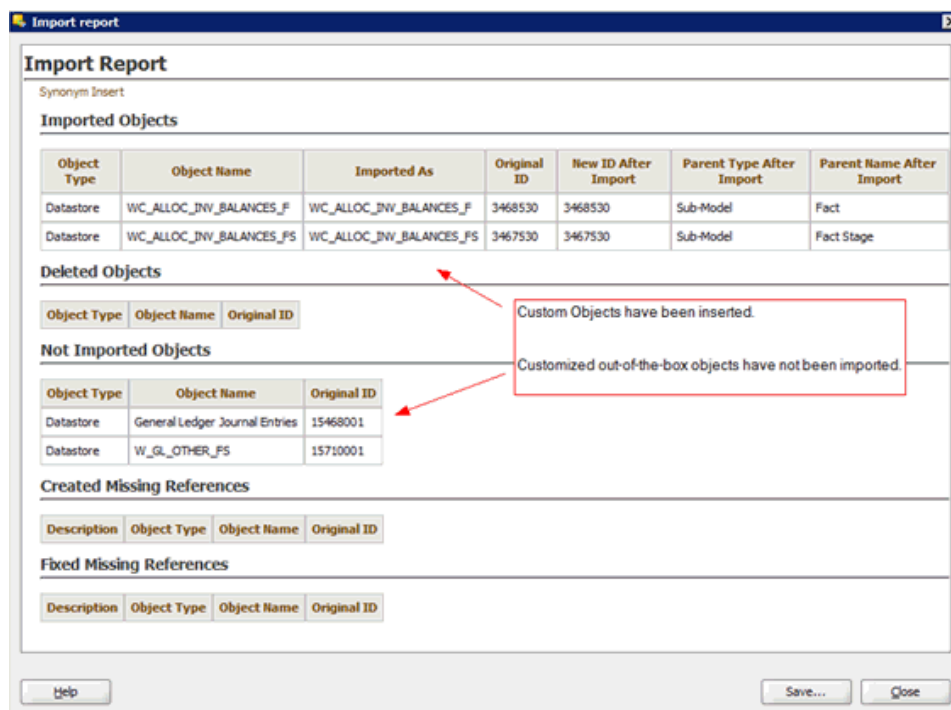 Import report
Import Report
Synonym Insert
Imported Objects
Object Type Object Name Imported As Original ID New ID After Import Parent Type After Import Parent Name After Import
Datastore WC_ALLOC_INV_BALANCES_F WC_ALLOC_INV_BALANCES_F 3468530 3468530 Sub-Model Fact
Datastore WC_ALLOC_INV_BALANCES_FS WC_ALLOC_INV_BALANCES_FS 3467530 3467530 Sub-Model Fact Stage
Deleted Objects
Object Type Object Name Original ID
Custom Objects have been inserted.
Customized out-of-the-box objects have not been imported.
Not Imported Objects
Object Type Object Name Original ID
Datastore General Ledger Journal Entries 15468001
Datastore W_GL_OTHER_FS 15710001
Created Missing References
Description Object Type Object Name Original ID
Fixed Missing References
Description Object Type Object Name Original ID
Help Save... Close